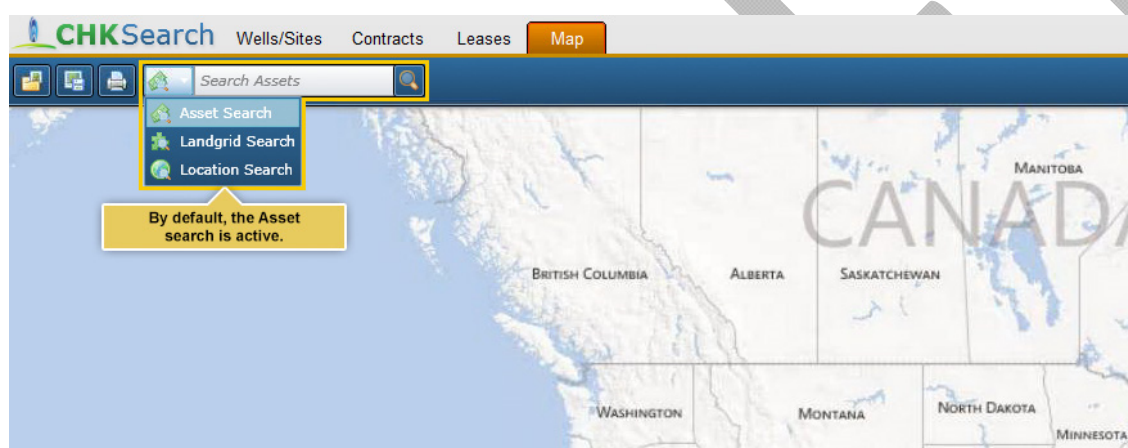 CHKSearch Wells/Sites Contracts Leases Map
Search Assets
Asset Search
Landgrid Search
Location Search
By default, the Asset
search is active.
MANITOBA
CANADA
BRITISH COLUMBIA ALBERTA SASKATCHEWAN
WASHINGTON MONTANA NORTH DAKOTA
MINNESOTA